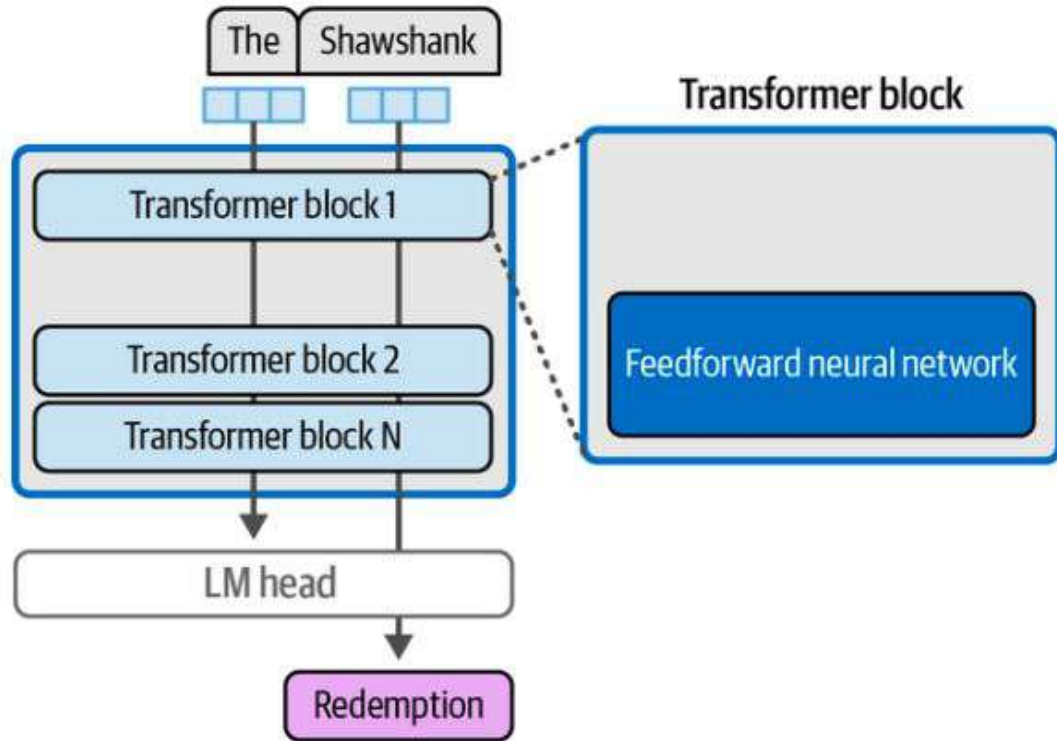 The Shawshank
Transformer block 1
Transformer block 2
Transformer block N
LM head
Redemption
Transformer block
Feedforward neural network